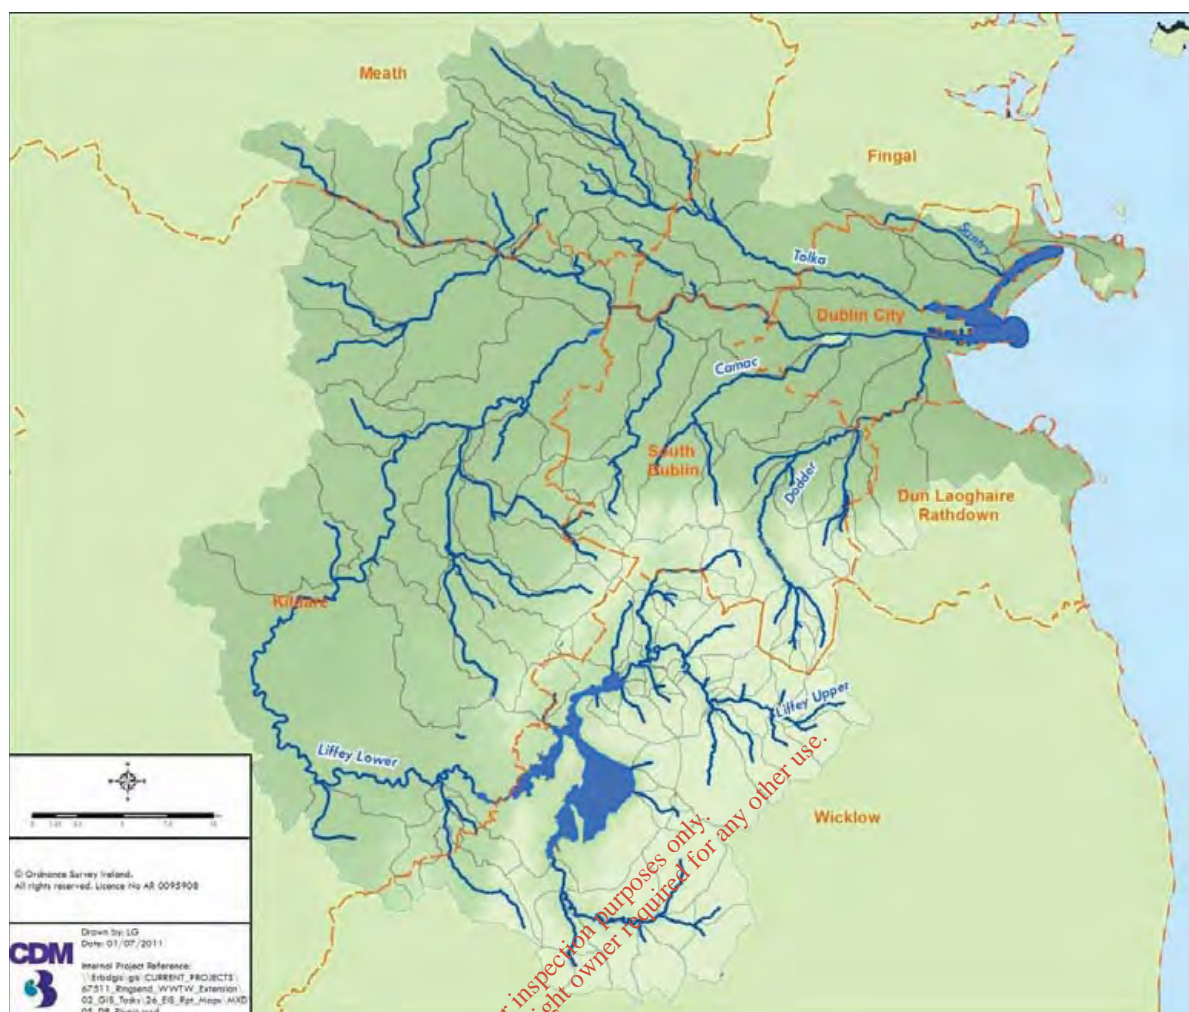 Meath
Fingal
Santry
Tolka
Dublin City
Camac
South
Dublin
Dodder
Dun Laoghaire
Rathdown
Kildare
Liffey Upper
Liffey Lower
Wicklow
r inspection purposes only.
ight owner required for any other use.
© Ordnance Survey Ireland.
All rights reserved. Licence No AR 0095908
CDM
Drawn by: LG
Date: 01/07/2011
Internal Project Reference:
67511_Ringsend_WWTW_Extension\